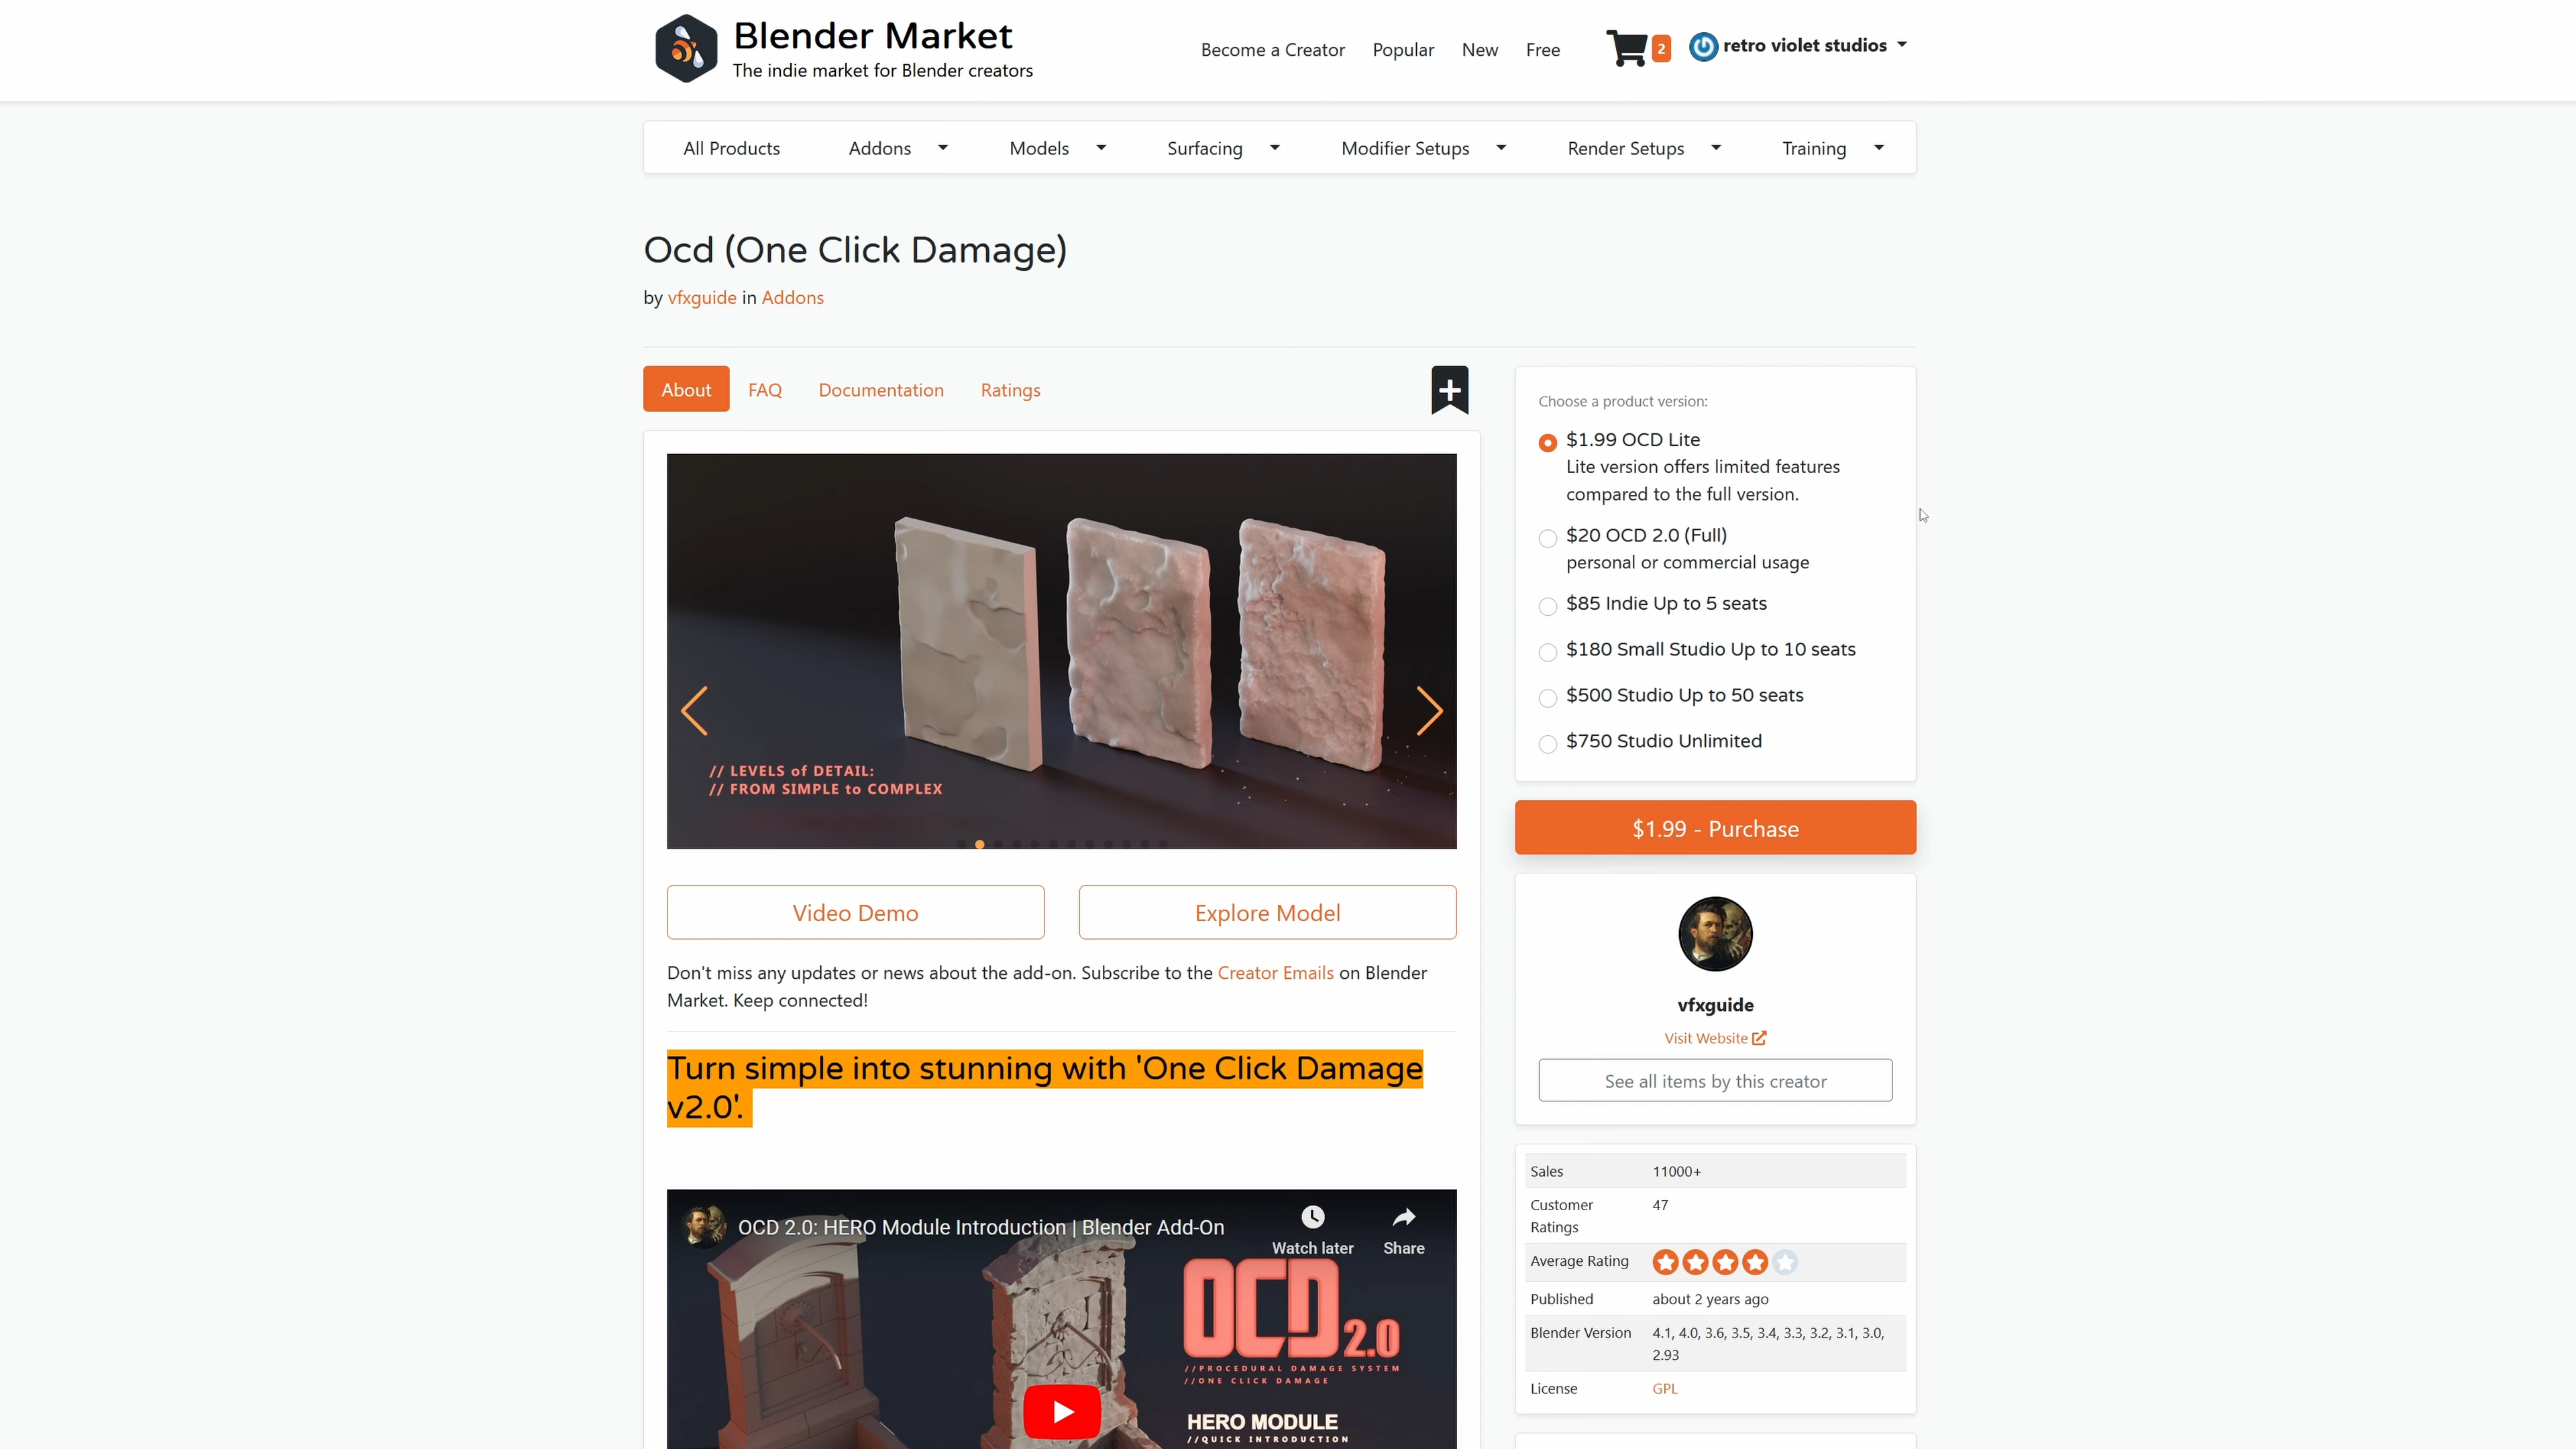 Blender Market
The indie market for Blender creators
Become a Creator
Popular
New
Free
2
retro violet studios
All Products
Addons
Models
Surfacing
Modifier Setups
Render Setups
Training
Ocd (One Click Damage)
by vfxguide in Addons
About
FAQ
Documentation
Ratings
// LEVELS of DETAIL:
// FROM SIMPLE to COMPLEX
Video Demo
Explore Model
Don't miss any updates or news about the add-on. Subscribe to the Creator Emails on Blender
Market. Keep connected!
Turn simple into stunning with 'One Click Damage
v2.0'.
OCD 2.0: HERO Module Introduction | Blender Add-On
Watch later
Share
OCD 2.0
//PROCEDURAL DAMAGE SYSTEM
//ONE CLICK DAMAGE
HERO MODULE
//QUICK INTRODUCTION
Choose a product version:
$1.99 OCD Lite
Lite version offers limited features
compared to the full version.
$20 OCD 2.0 (Full)
personal or commercial usage
$85 Indie Up to 5 seats
$180 Small Studio Up to 10 seats
$500 Studio Up to 50 seats
$750 Studio Unlimited
$1.99 - Purchase
vfxguide
Visit Website
See all items by this creator
Sales 11000+
Customer 47
Ratings
Average Rating
Published about 2 years ago
Blender Version 4.1, 4.0, 3.6, 3.5, 3.4, 3.3, 3.2, 3.1, 3.0,
2.93
License GPL